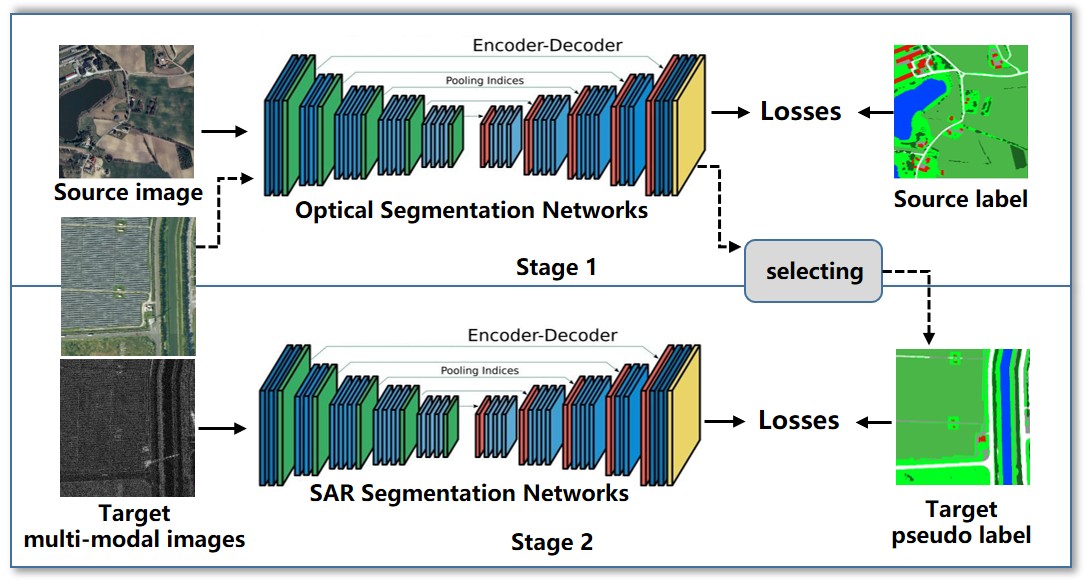 Encoder-Decoder
Pooling Indices
Losses
Source image
Source label
Optical Segmentation Networks
Stage 1
selecting
Encoder-Decoder
Pooling Indices
Losses
SAR Segmentation Networks
Target
multi-modal images
Target
pseudo label
Stage 2